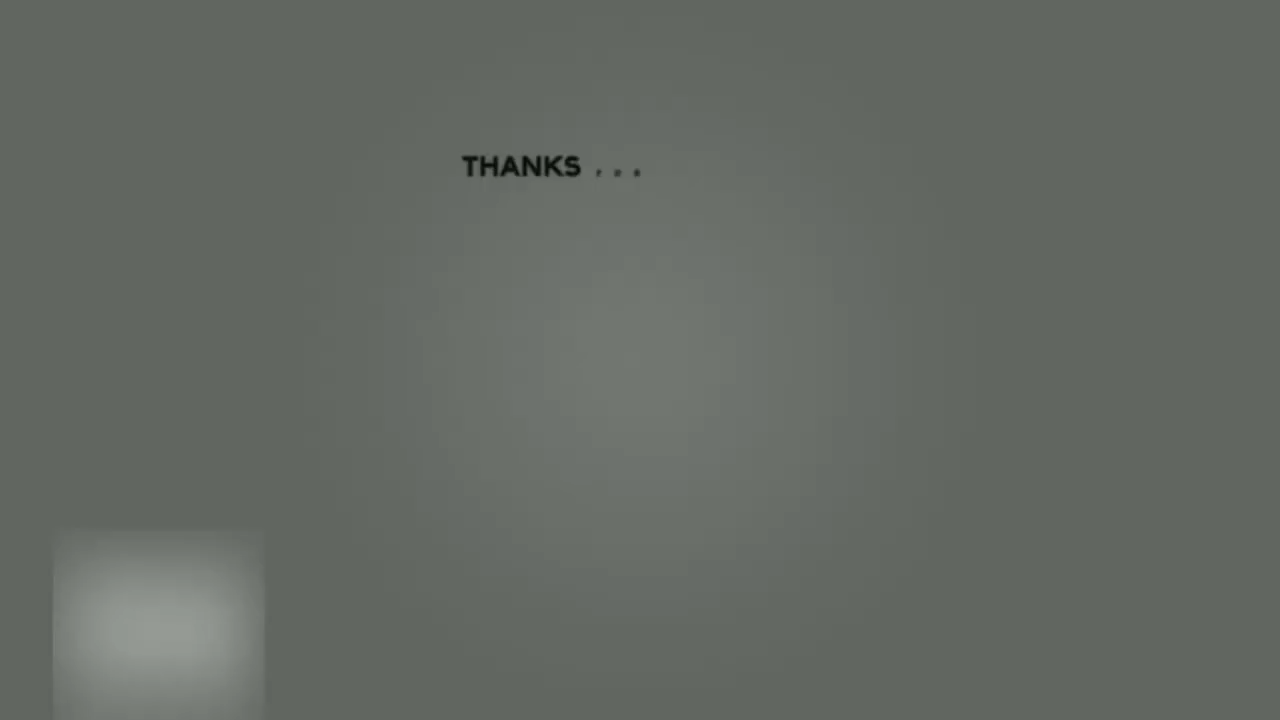 THANKS . . .